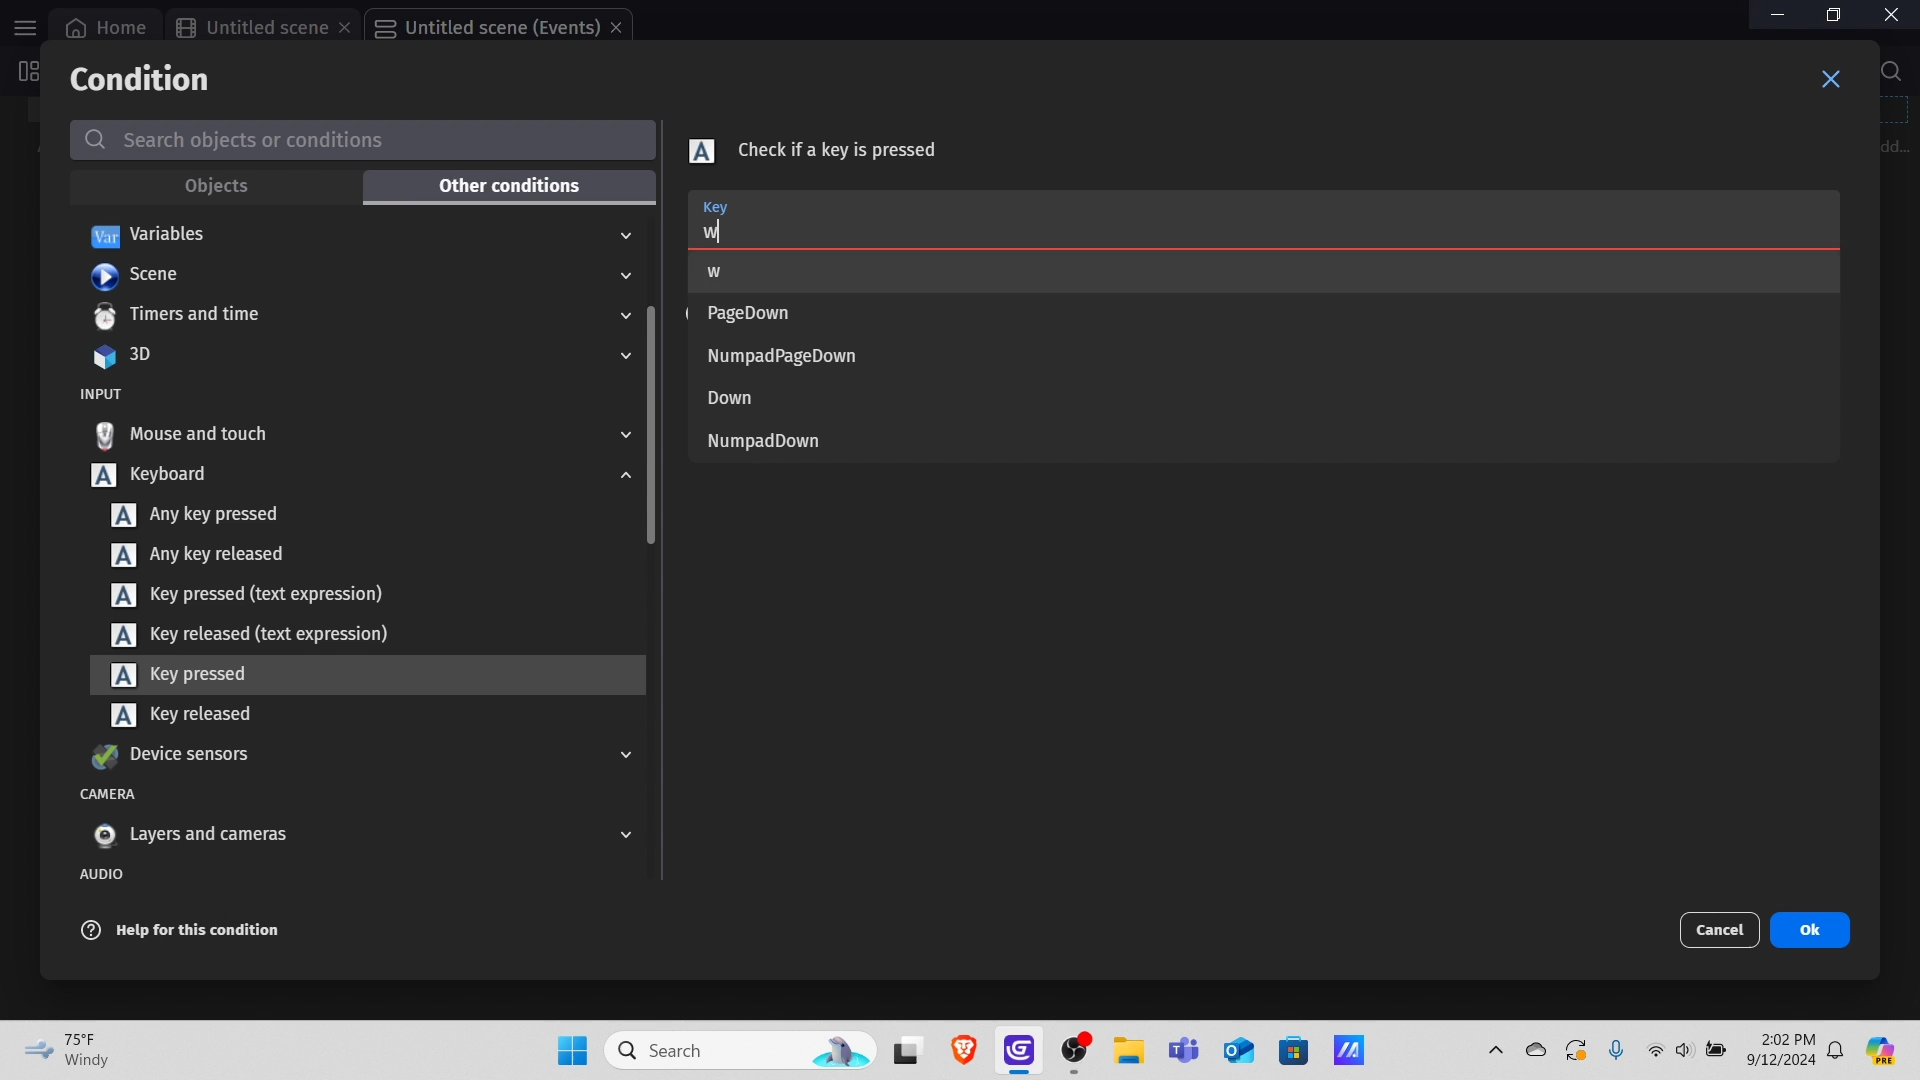 Home
Untitled scene
Untitled scene (Events)
Condition
Search objects or conditions
Objects
Other conditions
Var
Variables
Scene
Timers and time
3D
INPUT
Mouse and touch
A
Keyboard
A
Any key pressed
A
Any key released
A
Key pressed (text expression)
A
Key released (text expression)
A
Key pressed
A
Key released
Device sensors
CAMERA
Layers and cameras
AUDIO
Help for this condition
A
Check if a key is pressed
Key
w
w
PageDown
NumpadPageDown
Down
NumpadDown
dd...
Cancel
Ok
75°F
Windy
Search
2:02 PM
9/12/2024
PRE